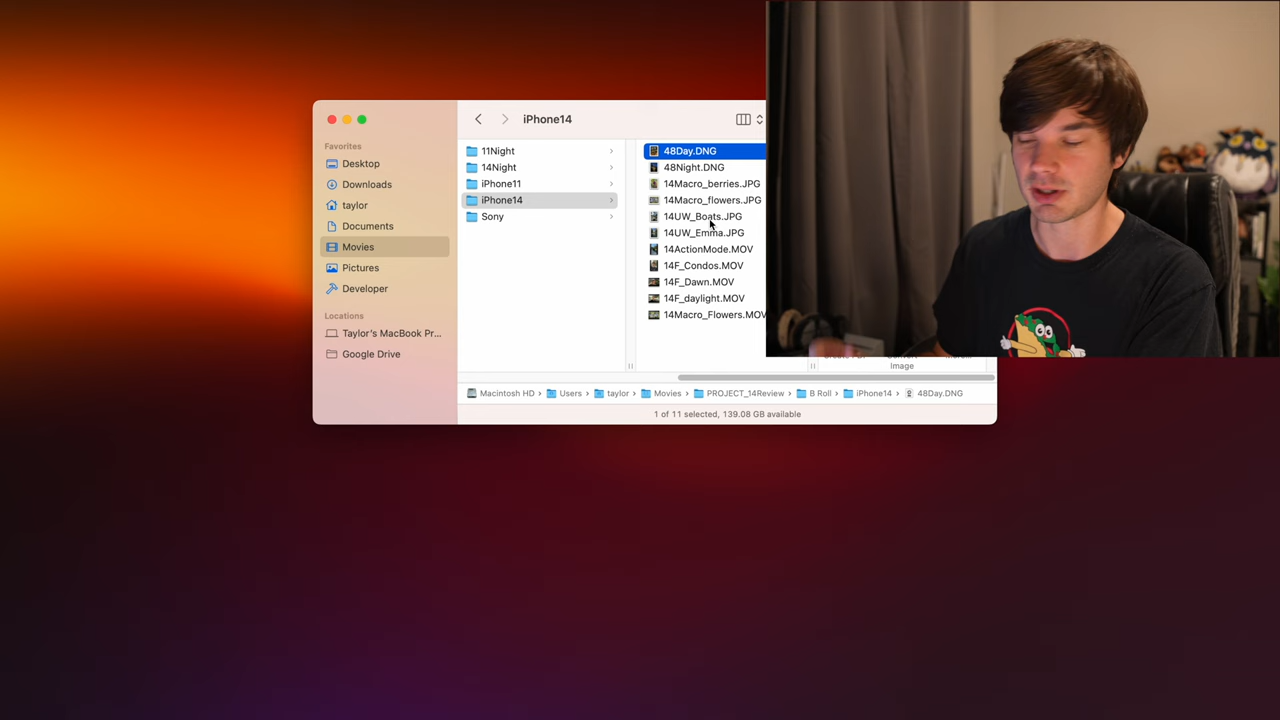 iPhone14
Favorites
Desktop
Downloads
taylor
Documents
Movies
Pictures
Developer
Locations
Taylor's MacBook Pr...
Google Drive
11Night
14Night
iPhone11
iPhone14
Sony
48Day.DNG
48Night.DNG
14Macro_berries.JPG
14Macro_flowers.JPG
14UW_Boats.JPG
14UW_Emma.JPG
14ActionMode.MOV
14F_Condos.MOV
14F_Dawn.MOV
14F_daylight.MOV
14Macro_Flowers.MOV
Image
Macintosh HD › Users › taylor › Movies › PROJECT_14Review › B Roll › iPhone14 › 48Day.DNG
1 of 11 selected, 139.08 GB available